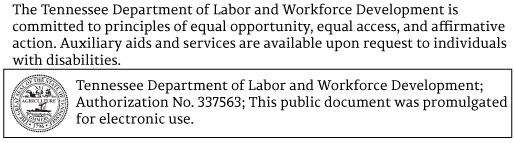 The Tennessee Department of Labor and Workforce Development is
committed to principles of equal opportunity, equal access, and affirmative
action. Auxiliary aids and services are available upon request to individuals
with disabilities.
AGRICULTURE
COMMERCE
1796
Tennessee Department of Labor and Workforce Development;
Authorization No. 337563; This public document was promulgated
for electronic use.